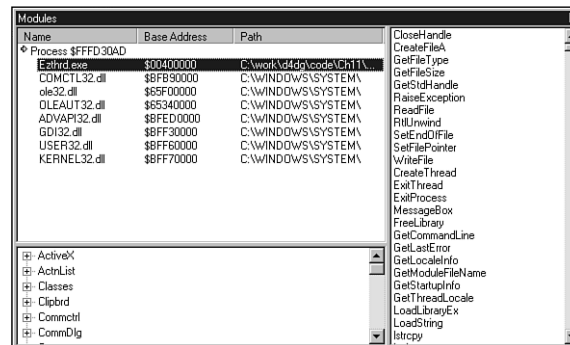 Modules
Name Base Address Path
Process $FFFD30AD
Ezthrd.exe $00400000 C:\work\d4dg\code\Ch11\...
COMCTL32.dll $BFB90000 C:\WINDOWS\SYSTEM\
ole32.dll $65F00000 C:\WINDOWS\SYSTEM\
OLEAUT32.dll $65340000 C:\WINDOWS\SYSTEM\
ADVAPI32.dll $BFED0000 C:\WINDOWS\SYSTEM\
GDI32.dll $BFF30000 C:\WINDOWS\SYSTEM\
USER32.dll $BFF60000 C:\WINDOWS\SYSTEM\
KERNEL32.dll $BFF70000 C:\WINDOWS\SYSTEM\
ActiveX
ActnList
Classes
Clipbrd
Commctrl
CommDlg
CloseHandle
CreateFileA
GetFileType
GetFileSize
GetStdHandle
RaiseException
ReadFile
RtlUnwind
SetEndOfFile
SetFilePointer
WriteFile
CreateThread
ExitThread
ExitProcess
MessageBox
FreeLibrary
GetCommandLine
GetLastError
GetLocaleInfo
GetModuleFileName
GetStartupInfo
GetThreadLocale
LoadLibraryEx
LoadString
lstrcpy